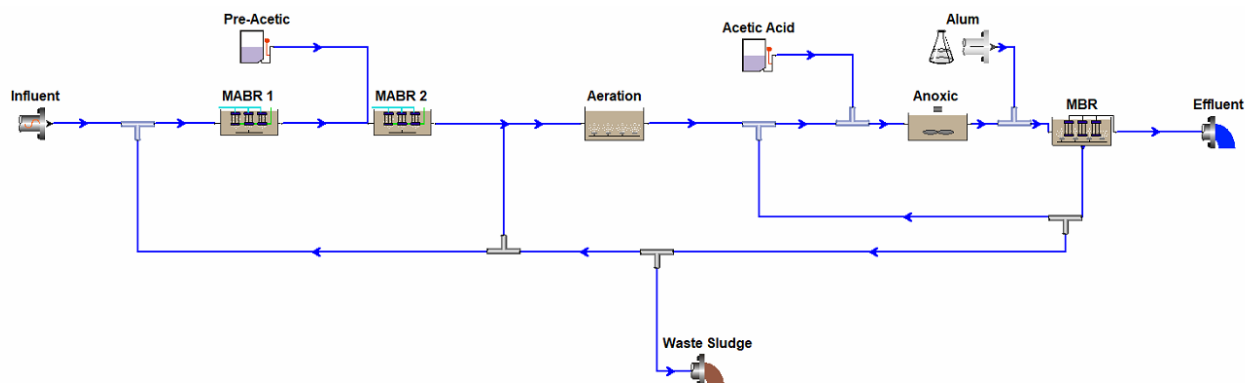 Pre-Acetic
Acetic Acid
Alum
Influent
MABR 1
MABR 2
Aeration
Anoxic
MBR
Effluent
Waste Sludge